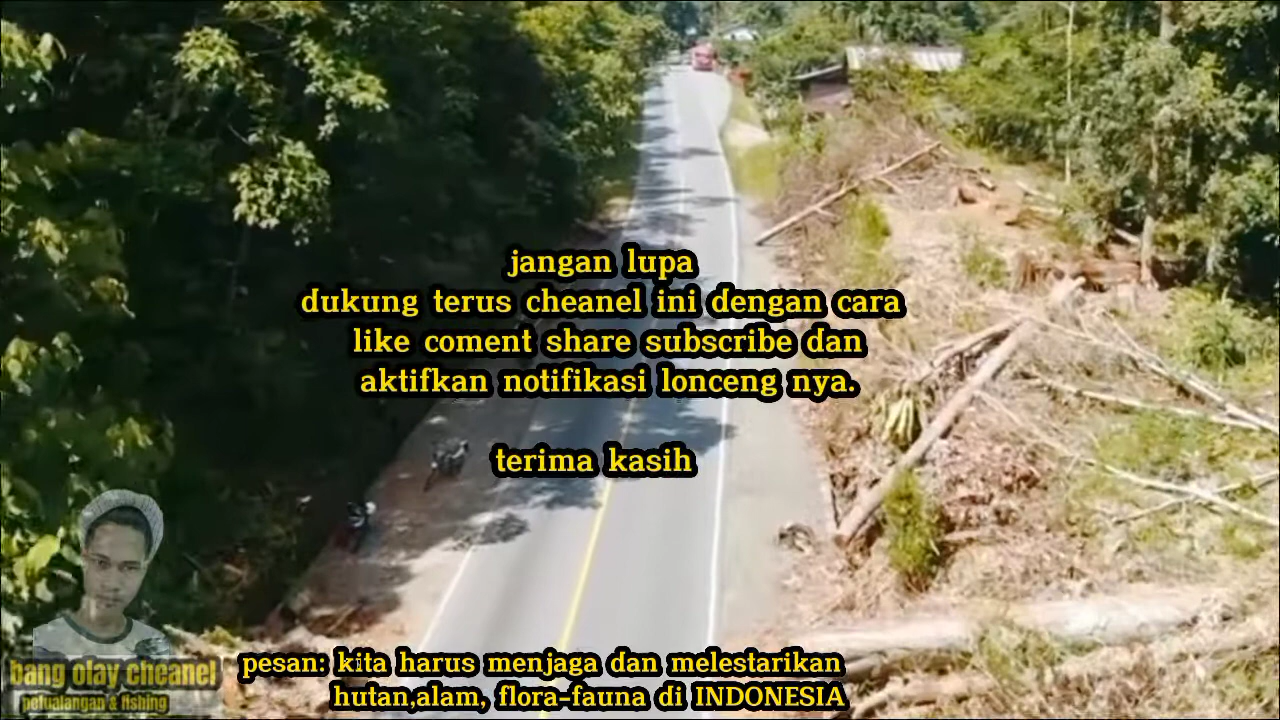 jangan lupa
dukung terus cheanel ini dengan cara
like coment share subscribe dan
aktifkan notifikasi lonceng nya.
terima kasih
pesan: kita harus menjaga dan melestarikan
hutan,alam, flora-fauna di INDONESIA
bang olay cheanel
petualangan & fishing